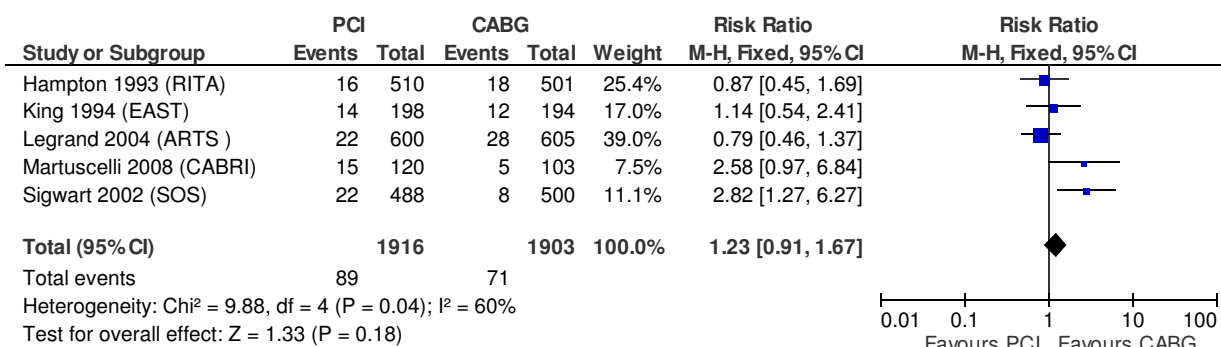 PCI CABG Risk Ratio Risk Ratio
Study or Subgroup Events Total Events Total Weight M-H, Fixed, 95% CI M-H, Fixed, 95% CI
Hampton 1993 (RITA) 16 510 18 501 25.4% 0.87 [0.45, 1.69]
King 1994 (EAST) 14 198 12 194 17.0% 1.14 [0.54, 2.41]
Legrand 2004 (ARTS ) 22 600 28 605 39.0% 0.79 [0.46, 1.37]
Martuscelli 2008 (CABRI) 15 120 5 103 7.5% 2.58 [0.97, 6.84]
Sigwart 2002 (SOS) 22 488 8 500 11.1% 2.82 [1.27, 6.27]
Total (95% CI) 1916 1903 100.0% 1.23 [0.91, 1.67]
Total events 89 71
Heterogeneity: Chi² = 9.88, df = 4 (P = 0.04); I² = 60%
Test for overall effect: Z = 1.33 (P = 0.18)
0.01 0.1 1 10 100
Favours PCI Favours CABG